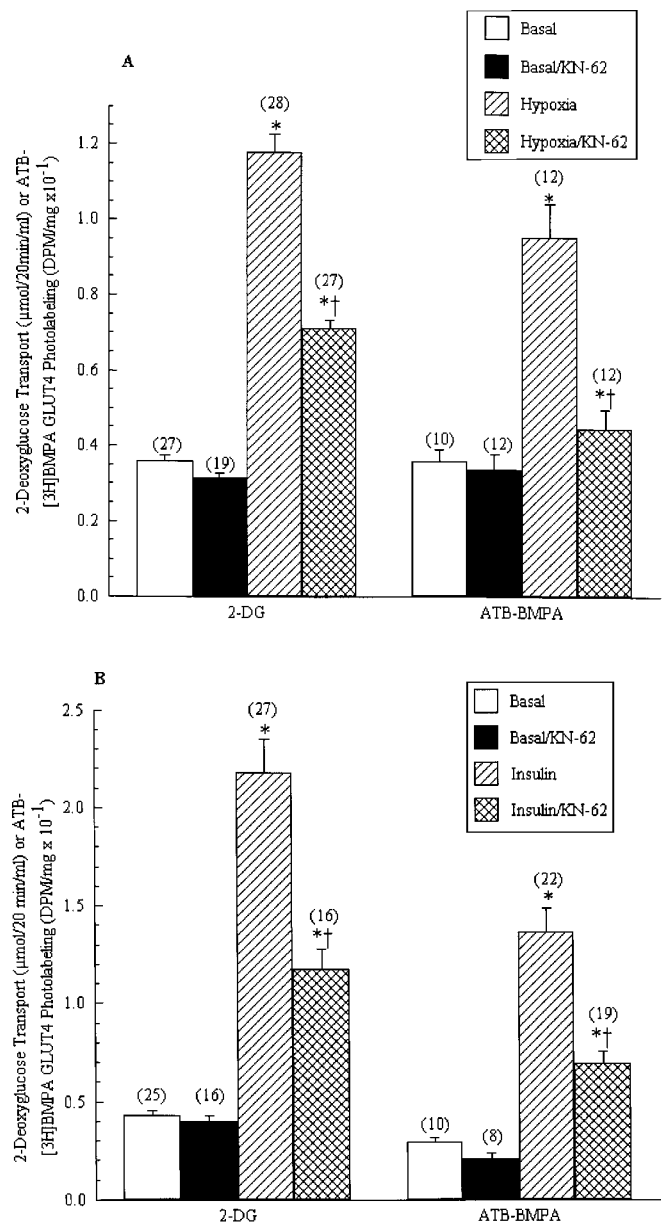 A
Basal
Basal/KN-62
Hypoxia
Hypoxia/KN-62
2-Deoxyglucose Transport (µmol/20min/ml) or ATB-
[3H]BMPA GLUT4 Photolabeling (DPM/mg x10⁻¹)
1.2
1.0
0.8
0.6
0.4
0.2
0.0
(27)
(19)
(28)
*
(27)
*†
(10)
(12)
(12)
*
(12)
*†
2-DG
ATB-BMPA
B
Basal
Basal/KN-62
Insulin
Insulin/KN-62
2-Deoxyglucose Transport (µmol/20 min/ml) or ATB-
[3H]BMPA GLUT4 Photolabeling (DPM/mg x 10⁻¹)
2.5
2.0
1.5
1.0
0.5
0.0
(25)
(16)
(27)
*
(16)
*†
(10)
(8)
(22)
*
(19)
*†
2-DG
ATB-BMPA